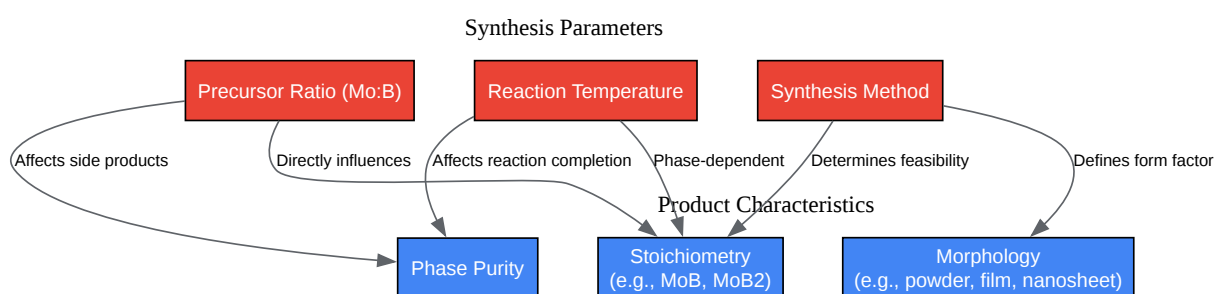 Synthesis Parameters
Precursor Ratio (Mo:B)
Reaction Temperature
Synthesis Method
Affects side products
Directly influences
Affects reaction completion
Phase-dependent
Determines feasibility
Defines form factor
Product Characteristics
Phase Purity
Stoichiometry
(e.g., MoB, MoB2)
Morphology
(e.g., powder, film, nanosheet)